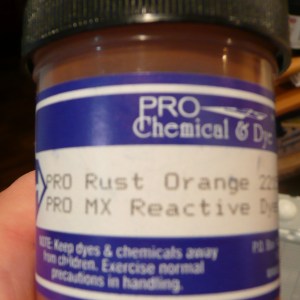 PRO
Chemical & Dye
PRO Rust Orange
PRO MX Reactive Dye
NOTE: Keep dyes & chemicals away
from children. Exercise normal
precautions in handling.
P.O. Box